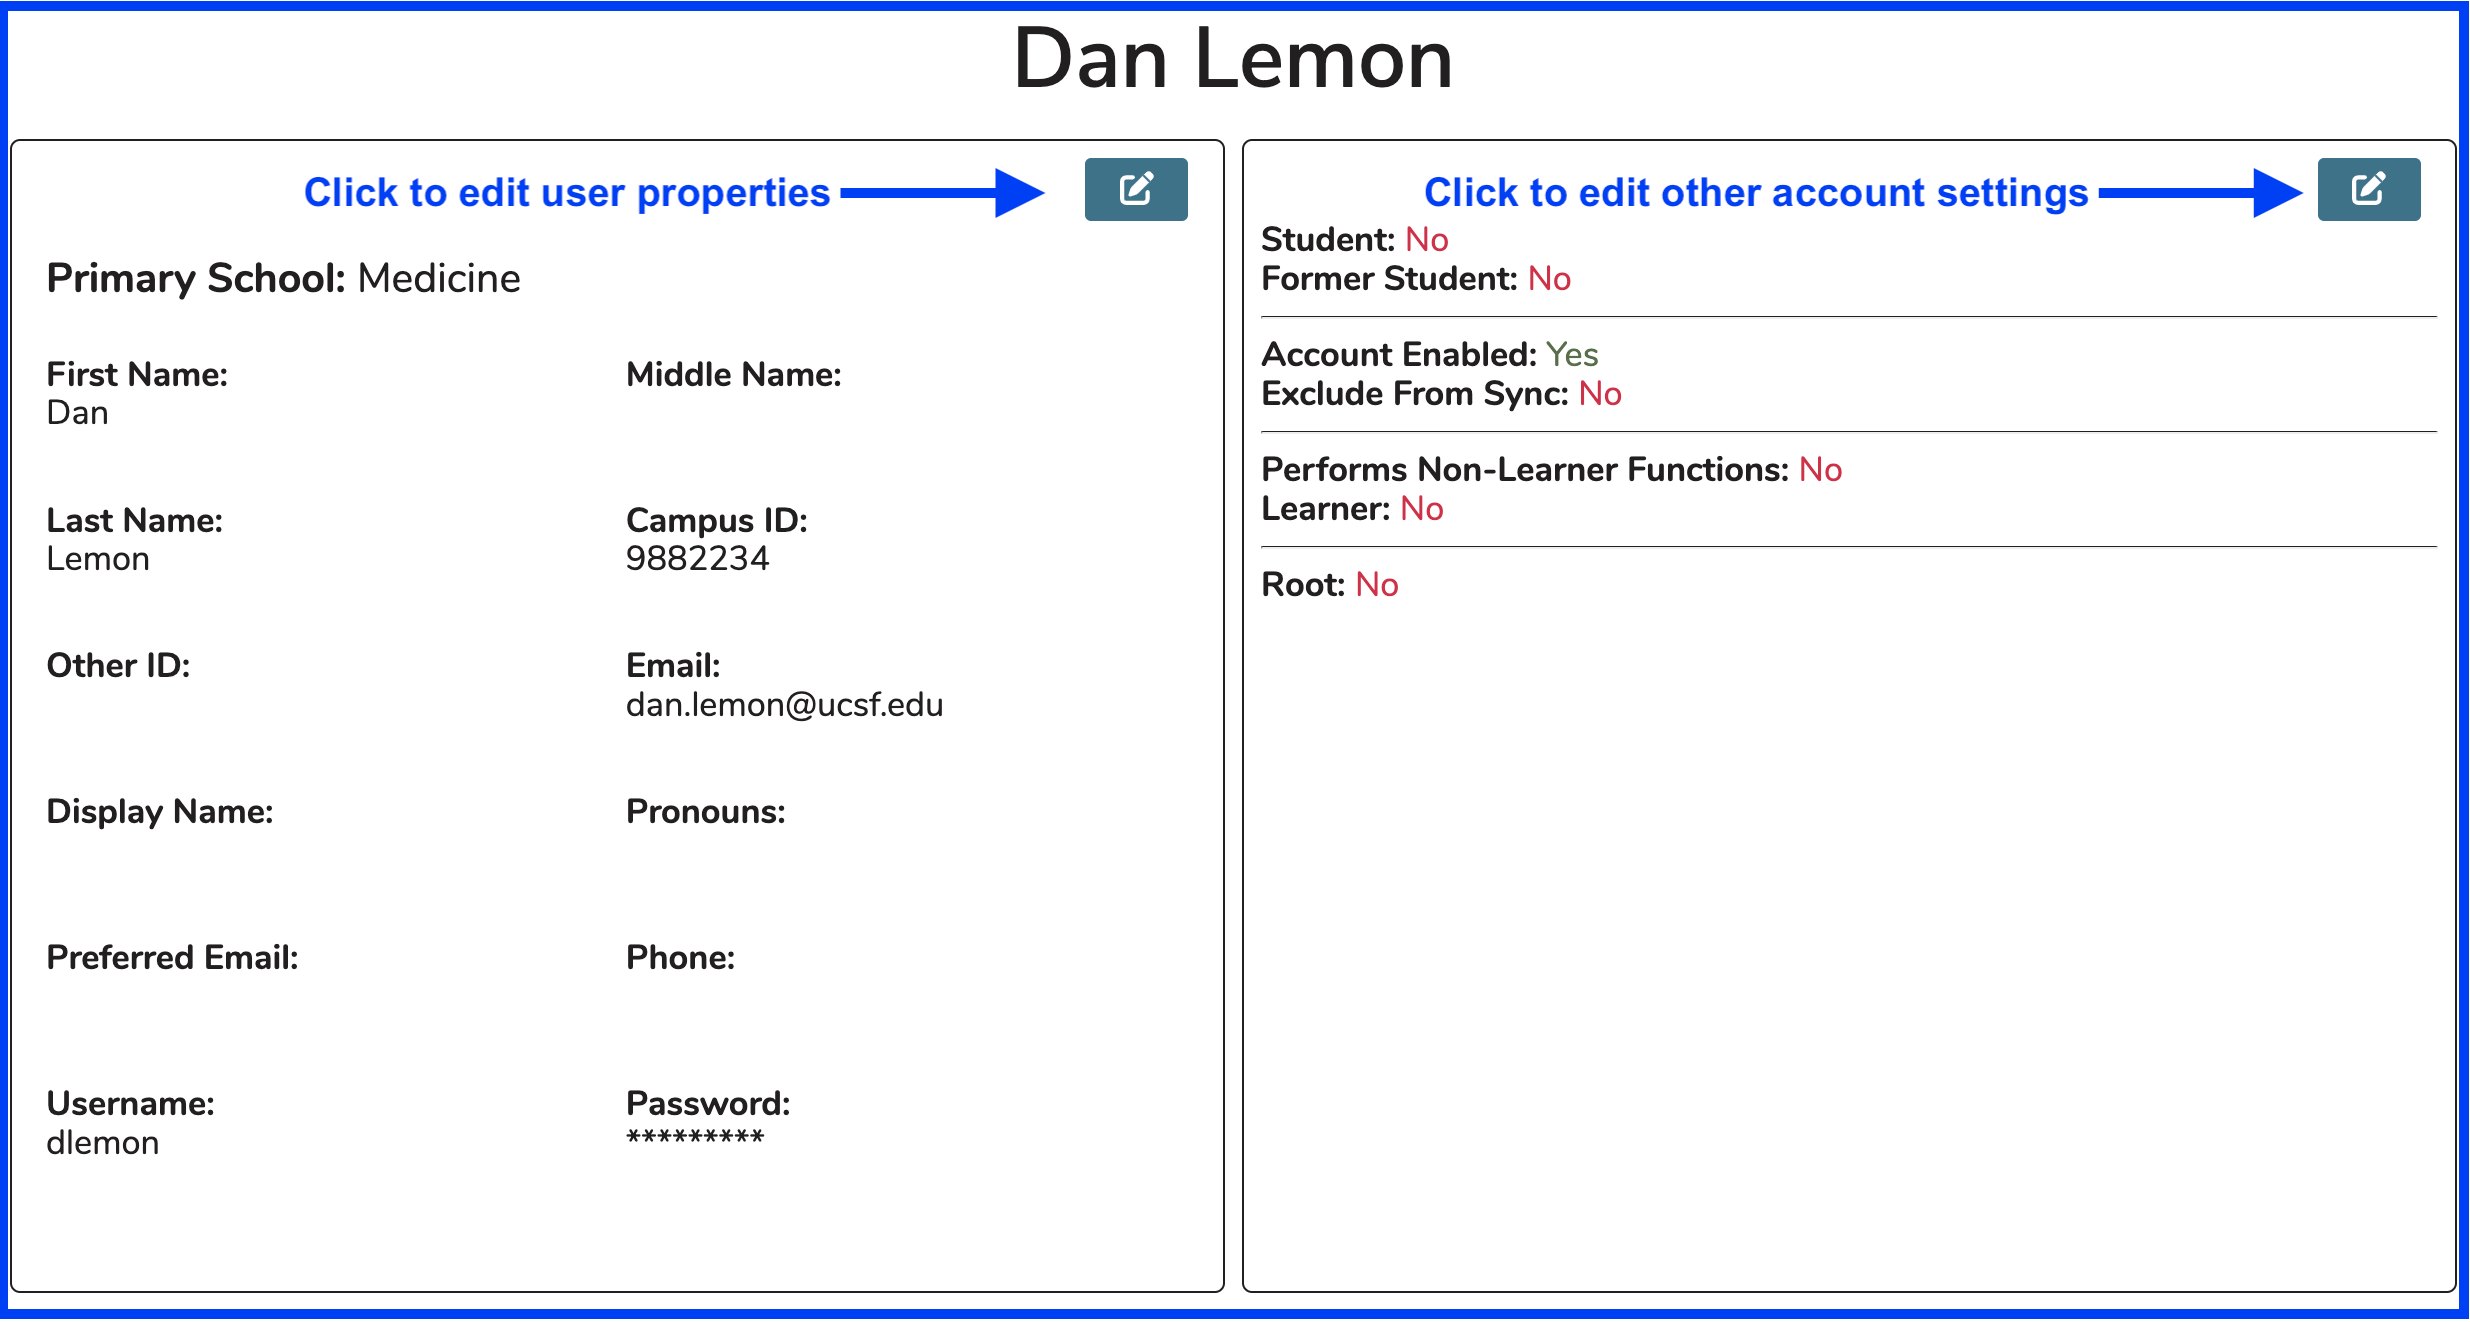 Dan Lemon
Click to edit user properties
Primary School: Medicine
First Name:
Dan
Middle Name:
Last Name:
Lemon
Campus ID:
9882234
Other ID:
Email:
dan.lemon@ucsf.edu
Display Name:
Pronouns:
Preferred Email:
Phone:
Username:
dlemon
Password:
*********
Click to edit other account settings
Student: No
Former Student: No
Account Enabled: Yes
Exclude From Sync: No
Performs Non-Learner Functions: No
Learner: No
Root: No